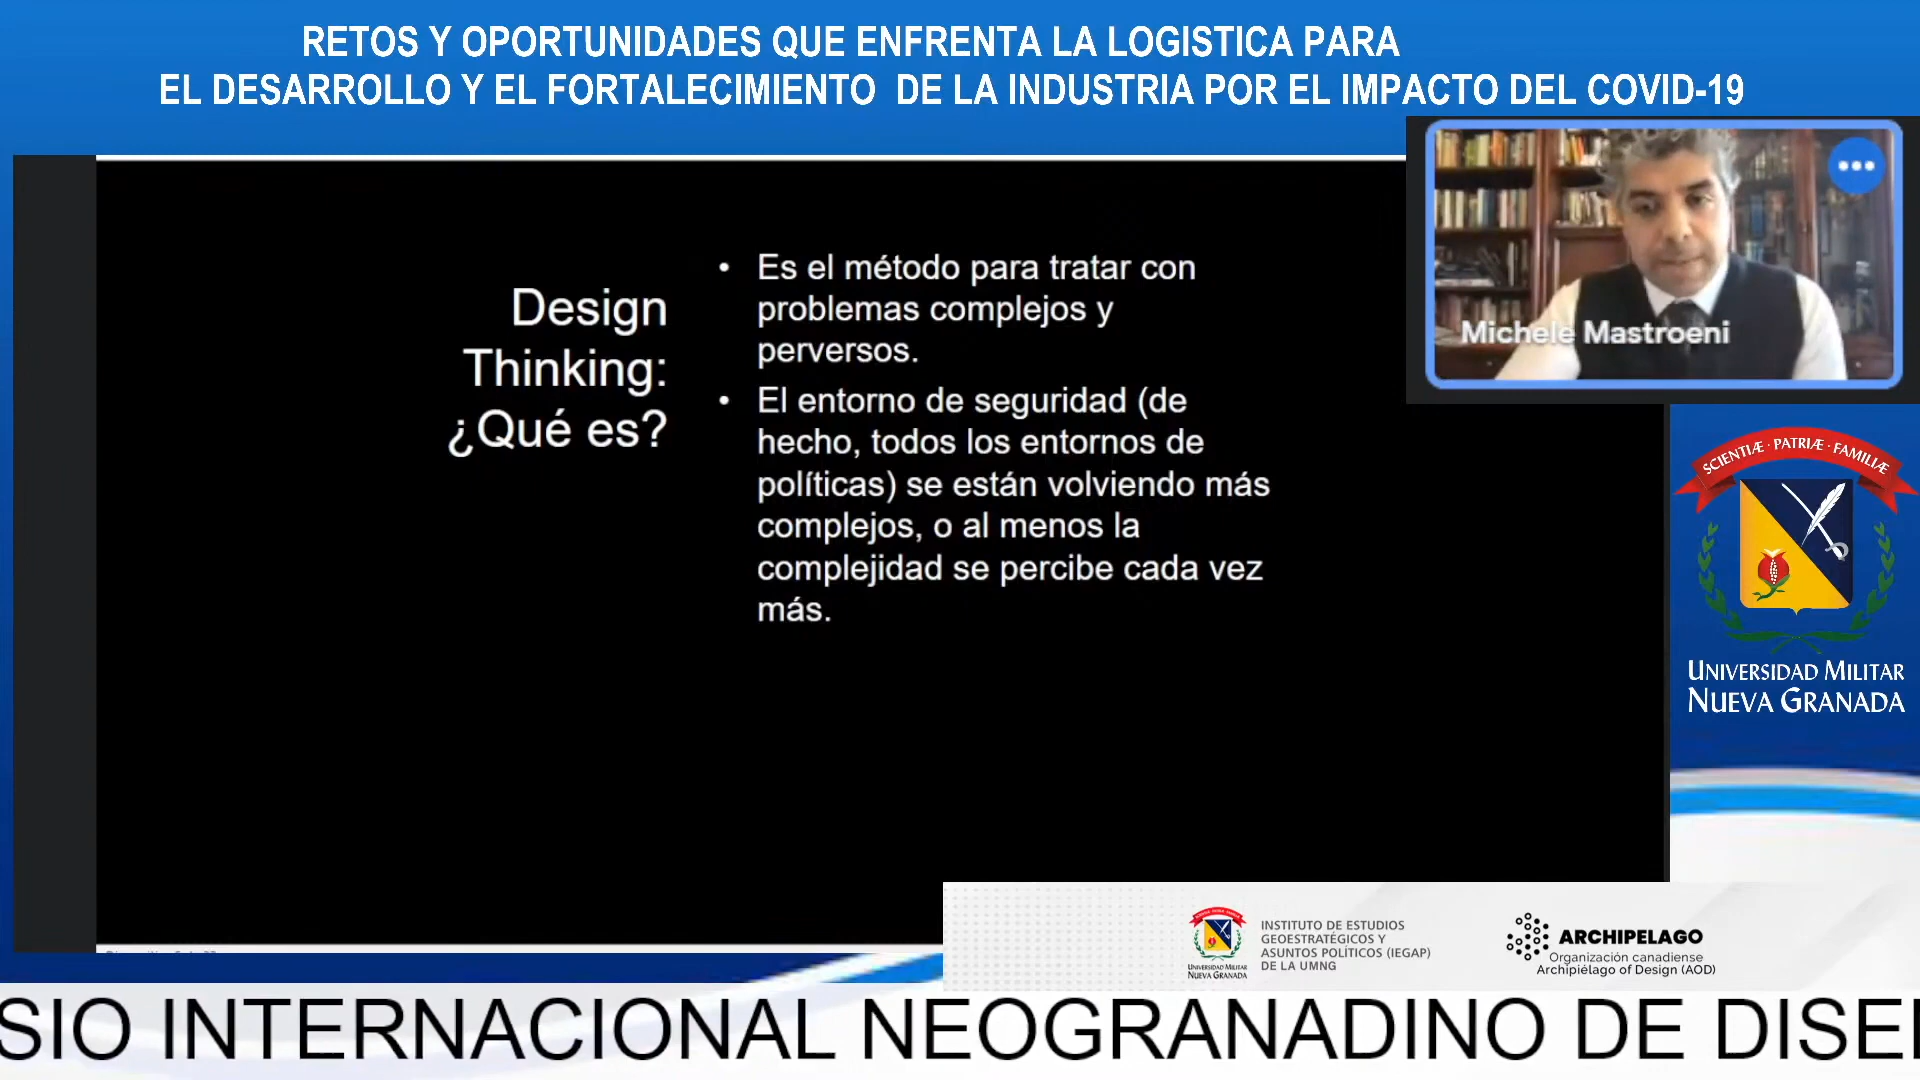 RETOS Y OPORTUNIDADES QUE ENFRENTA LA LOGISTICA PARA
EL DESARROLLO Y EL FORTALECIMIENTO DE LA INDUSTRIA POR EL IMPACTO DEL COVID-19
Michele Mastroeni
Design
Thinking:
¿Qué es?
• Es el método para tratar con
problemas complejos y
perversos.
• El entorno de seguridad (de
hecho, todos los entornos de
políticas) se están volviendo más
complejos, o al menos la
complejidad se percibe cada vez
más.
SCIENTIÆ · PATRIÆ · FAMILIÆ
UNIVERSIDAD MILITAR
NUEVA GRANADA
UNIVERSIDAD MILITAR
NUEVA GRANADA
INSTITUTO DE ESTUDIOS
GEOESTRATÉGICOS Y
ASUNTOS POLÍTICOS (IEGAP)
DE LA UMNG
ARCHIPELAGO
Organización canadiense
Archipiélago of Design (AOD)
SIO INTERNACIONAL NEOGRANADINO DE DISE